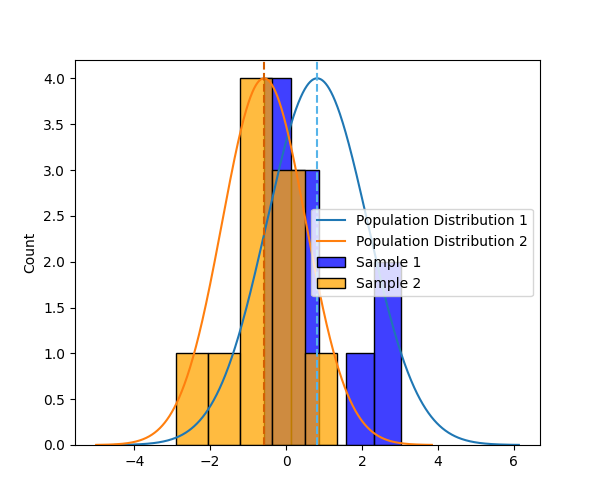 4.0
3.5
3.0
2.5
2.0
1.5
1.0
0.5
0.0
Count
Population Distribution 1
Population Distribution 2
Sample 1
Sample 2
−4 −2 0 2 4 6